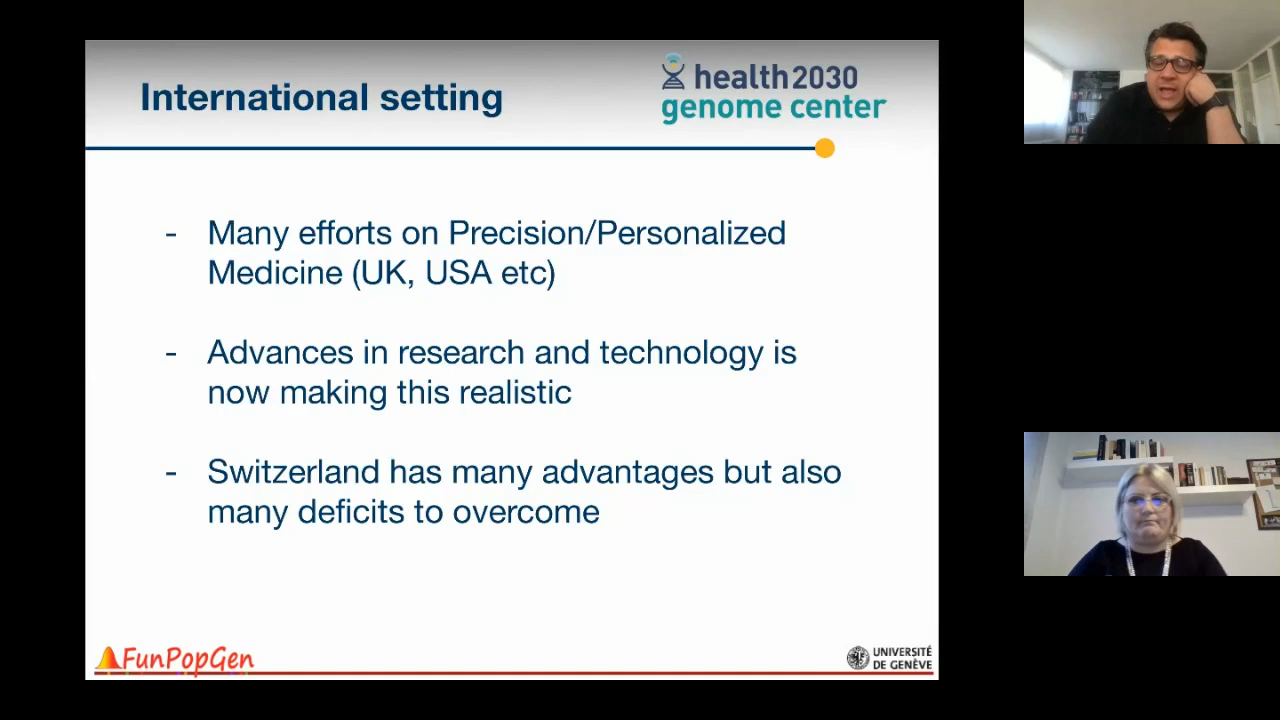 International setting
health2030
genome center
- Many efforts on Precision/Personalized
Medicine (UK, USA etc)
- Advances in research and technology is
now making this realistic
- Switzerland has many advantages but also
many deficits to overcome
FunPopGen
UNIVERSITÉ
DE GENÈVE